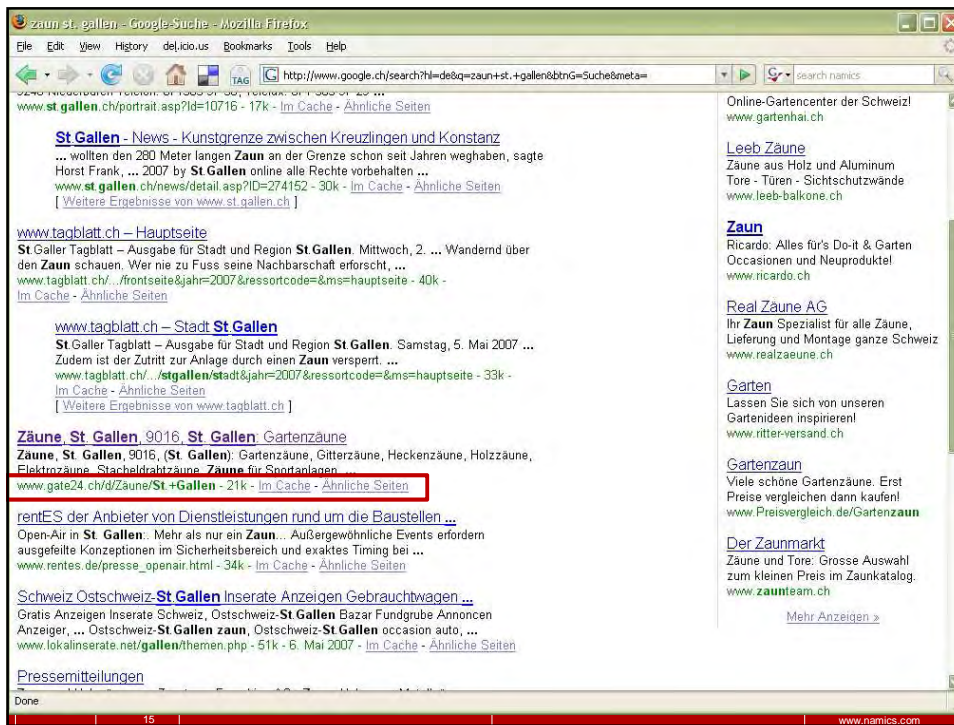 zaun st. gallen - Google-Suche - Mozilla Firefox
File Edit View History del.icio.us Bookmarks Tools Help
TAG http://www.google.ch/search?hl=de&q=zaun+st.+gallen&btnG=Suche&meta= search namics
www.st.gallen.ch/portrait.asp?Id=10716 - 17k - Im Cache - Ähnliche Seiten
St.Gallen - News - Kunstgrenze zwischen Kreuzlingen und Konstanz
... wollten den 280 Meter langen Zaun an der Grenze schon seit Jahren weghaben, sagte
Horst Frank, ... 2007 by St.Gallen online alle Rechte vorbehalten ...
www.st.gallen.ch/news/detail.asp?ID=274152 - 30k - Im Cache - Ähnliche Seiten
[ Weitere Ergebnisse von www.st.gallen.ch ]
www.tagblatt.ch – Hauptseite
St.Galler Tagblatt – Ausgabe für Stadt und Region St.Gallen. Mittwoch, 2. ... Wandernd über
den Zaun schauen. Wer nie zu Fuss seine Nachbarschaft erforscht, ...
www.tagblatt.ch/.../frontseite&jahr=2007&ressortcode=&ms=hauptseite - 40k -
Im Cache - Ähnliche Seiten
www.tagblatt.ch – Stadt St.Gallen
St.Galler Tagblatt – Ausgabe für Stadt und Region St.Gallen. Samstag, 5. Mai 2007 ...
Zudem ist der Zutritt zur Anlage durch einen Zaun versperrt. ...
www.tagblatt.ch/.../stgallen/stadt&jahr=2007&ressortcode=&ms=hauptseite - 33k -
Im Cache - Ähnliche Seiten
[ Weitere Ergebnisse von www.tagblatt.ch ]
Zäune, St. Gallen, 9016, St. Gallen: Gartenzäune
Zäune, St. Gallen, 9016, (St. Gallen): Gartenzäune, Gitterzäune, Heckenzäune, Holzzäune,
Elektrozäune, Stacheldrahtzäune, Zäune für Sportanlagen, ...
www.gate24.ch/d/Zäune/St.+Gallen - 21k - Im Cache - Ähnliche Seiten
rentES der Anbieter von Dienstleistungen rund um die Baustellen ...
Open-Air in St. Gallen:. Mehr als nur ein Zaun... Außergewöhnliche Events erfordern
ausgefeilte Konzeptionen im Sicherheitsbereich und exaktes Timing bei ...
www.rentes.de/presse_openair.html - 34k - Im Cache - Ähnliche Seiten
Schweiz Ostschweiz-St.Gallen Inserate Anzeigen Gebrauchtwagen ...
Gratis Anzeigen Inserate Schweiz, Ostschweiz-St.Gallen Bazar Fundgrube Annoncen
Anzeiger, ... Ostschweiz-St.Gallen zaun, Ostschweiz-St.Gallen occasion auto, ...
www.lokalinserate.net/gallen/themen.php - 51k - 6. Mai 2007 - Im Cache - Ähnliche Seiten
Pressemitteilungen
Online-Gartencenter der Schweiz!
www.gartenhai.ch
Leeb Zäune
Zäune aus Holz und Aluminum
Tore - Türen - Sichtschutzwände
www.leeb-balkone.ch
Zaun
Ricardo: Alles für's Do-it & Garten
Occasionen und Neuprodukte!
www.ricardo.ch
Real Zäune AG
Ihr Zaun Spezialist für alle Zäune,
Lieferung und Montage ganze Schweiz
www.realzaeune.ch
Garten
Lassen Sie sich von unseren
Gartenideen inspirieren!
www.ritter-versand.ch
Gartenzaun
Viele schöne Gartenzäune. Erst
Preise vergleichen dann kaufen!
www.Preisvergleich.de/Gartenzaun
Der Zaunmarkt
Zäune und Tore: Grosse Auswahl
zum kleinen Preis im Zaunkatalog.
www.zaunteam.ch
Mehr Anzeigen »
Done
15 www.namics.com